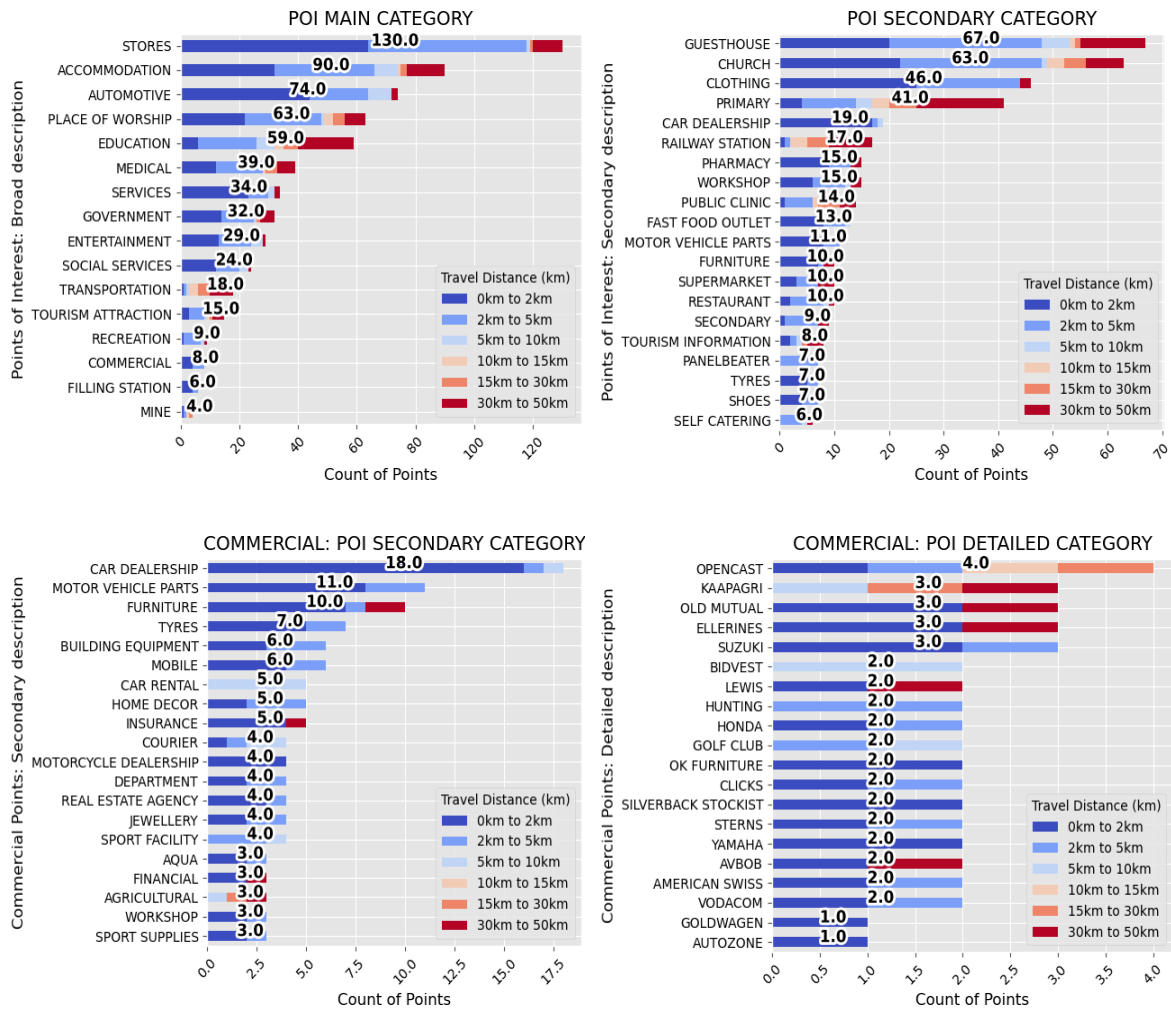 POI MAIN CATEGORY
Points of Interest: Broad description
STORES 130.0
ACCOMMODATION 90.0
AUTOMOTIVE 74.0
PLACE OF WORSHIP 63.0
EDUCATION 59.0
MEDICAL 39.0
SERVICES 34.0
GOVERNMENT 32.0
ENTERTAINMENT 29.0
SOCIAL SERVICES 24.0
TRANSPORTATION 18.0
TOURISM ATTRACTION 15.0
RECREATION 9.0
COMMERCIAL 8.0
FILLING STATION 6.0
MINE 4.0
Travel Distance (km)
0km to 2km
2km to 5km
5km to 10km
10km to 15km
15km to 30km
30km to 50km
0 20 40 60 80 100 120
Count of Points
POI SECONDARY CATEGORY
Points of Interest: Secondary description
GUESTHOUSE 67.0
CHURCH 63.0
CLOTHING 46.0
PRIMARY 41.0
CAR DEALERSHIP 19.0
RAILWAY STATION 17.0
PHARMACY 15.0
WORKSHOP 15.0
PUBLIC CLINIC 14.0
FAST FOOD OUTLET 13.0
MOTOR VEHICLE PARTS 11.0
FURNITURE 10.0
SUPERMARKET 10.0
RESTAURANT 10.0
SECONDARY 9.0
TOURISM INFORMATION 8.0
PANELBEATER 7.0
TYRES 7.0
SHOES 7.0
SELF CATERING 6.0
Travel Distance (km)
0km to 2km
2km to 5km
5km to 10km
10km to 15km
15km to 30km
30km to 50km
0 10 20 30 40 50 60 70
Count of Points
COMMERCIAL: POI SECONDARY CATEGORY
Commercial Points: Secondary description
CAR DEALERSHIP 18.0
MOTOR VEHICLE PARTS 11.0
FURNITURE 10.0
TYRES 7.0
BUILDING EQUIPMENT 6.0
MOBILE 6.0
CAR RENTAL 5.0
HOME DECOR 5.0
INSURANCE 5.0
COURIER 4.0
MOTORCYCLE DEALERSHIP 4.0
DEPARTMENT 4.0
REAL ESTATE AGENCY 4.0
JEWELLERY 4.0
SPORT FACILITY 4.0
AQUA 3.0
FINANCIAL 3.0
AGRICULTURAL 3.0
WORKSHOP 3.0
SPORT SUPPLIES 3.0
Travel Distance (km)
0km to 2km
2km to 5km
5km to 10km
10km to 15km
15km to 30km
30km to 50km
0.0 2.5 5.0 7.5 10.0 12.5 15.0 17.5
Count of Points
COMMERCIAL: POI DETAILED CATEGORY
Commercial Points: Detailed description
OPENCAST 4.0
KAAPAGRI 3.0
OLD MUTUAL 3.0
ELLERINES 3.0
SUZUKI 3.0
BIDVEST 2.0
LEWIS 2.0
HUNTING 2.0
HONDA 2.0
GOLF CLUB 2.0
OK FURNITURE 2.0
CLICKS 2.0
SILVERBACK STOCKIST 2.0
STERNS 2.0
YAMAHA 2.0
AVBOB 2.0
AMERICAN SWISS 2.0
VODACOM 2.0
GOLDWAGEN 1.0
AUTOZONE 1.0
Travel Distance (km)
0km to 2km
2km to 5km
5km to 10km
10km to 15km
15km to 30km
30km to 50km
0.0 0.5 1.0 1.5 2.0 2.5 3.0 3.5 4.0
Count of Points